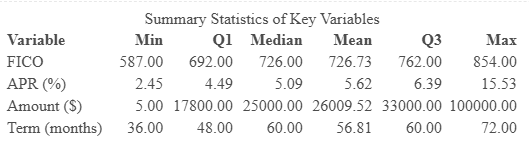 Summary Statistics of Key Variables
Variable Min Q1 Median Mean Q3 Max
FICO 587.00 692.00 726.00 726.73 762.00 854.00
APR (%) 2.45 4.49 5.09 5.62 6.39 15.53
Amount ($) 5.00 17800.00 25000.00 26009.52 33000.00 100000.00
Term (months) 36.00 48.00 60.00 56.81 60.00 72.00